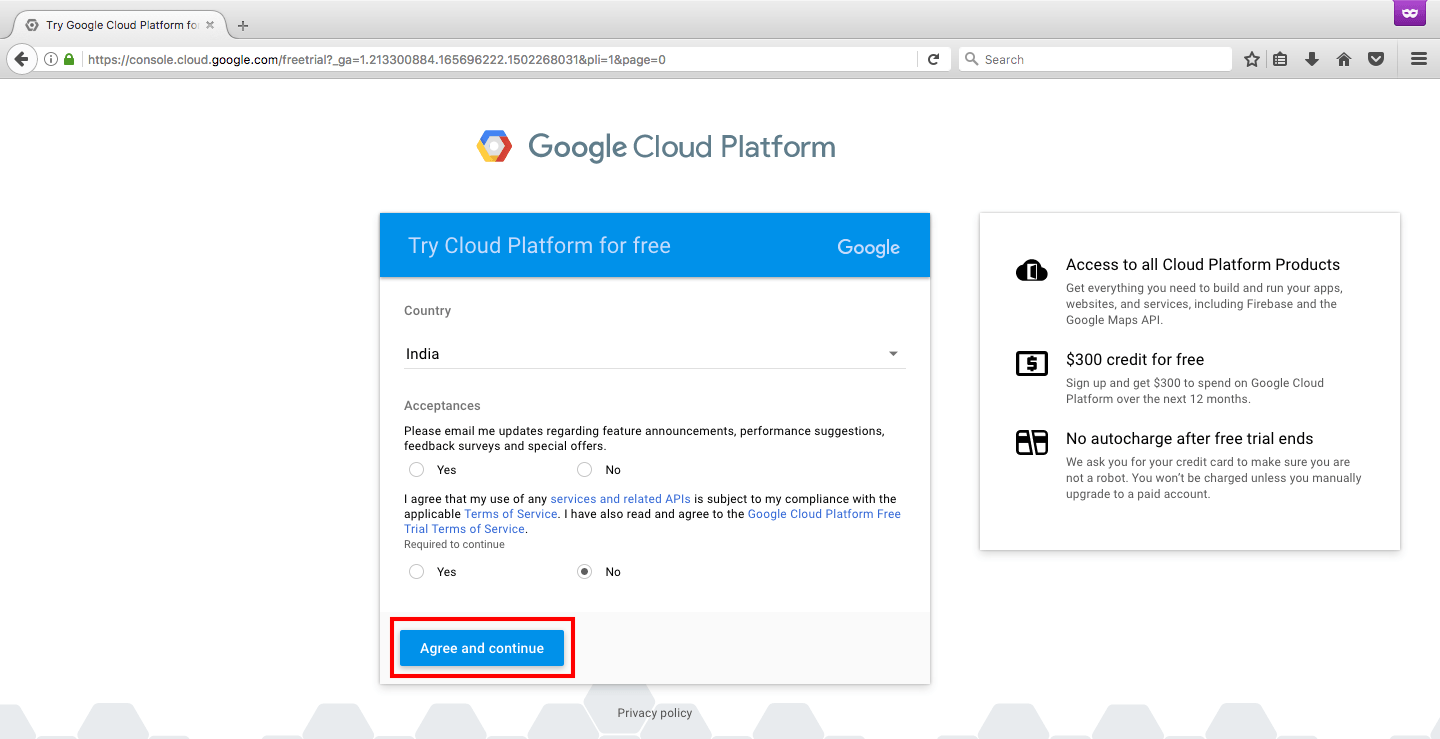 Try Google Cloud Platform fo
https://console.cloud.google.com/freetrial?_ga=1.213300884.165696222.1502268031&pli=1&page=0
Search
Google Cloud Platform
Try Cloud Platform for free
Google
Country
India
Acceptances
Please email me updates regarding feature announcements, performance suggestions,
feedback surveys and special offers.
Yes
No
I agree that my use of any services and related APIs is subject to my compliance with the
applicable Terms of Service. I have also read and agree to the Google Cloud Platform Free
Trial Terms of Service.
Required to continue
Yes
No
Agree and continue
Access to all Cloud Platform Products
Get everything you need to build and run your apps,
websites, and services, including Firebase and the
Google Maps API.
$300 credit for free
Sign up and get $300 to spend on Google Cloud
Platform over the next 12 months.
No autocharge after free trial ends
We ask you for your credit card to make sure you are
not a robot. You won’t be charged unless you manually
upgrade to a paid account.
Privacy policy